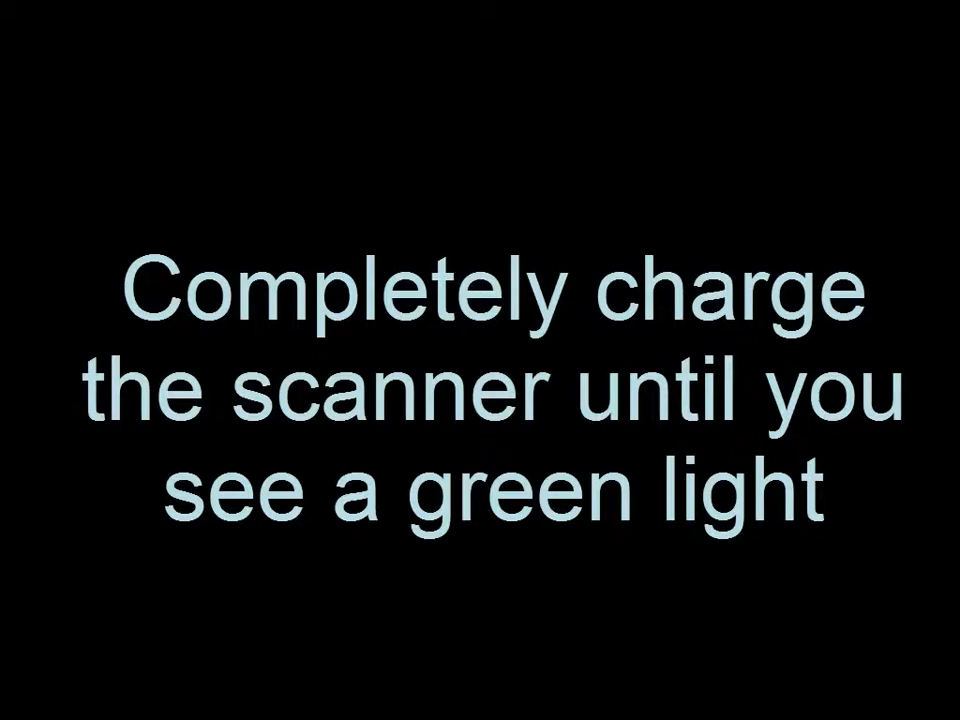 Completely charge
the scanner until you
see a green light